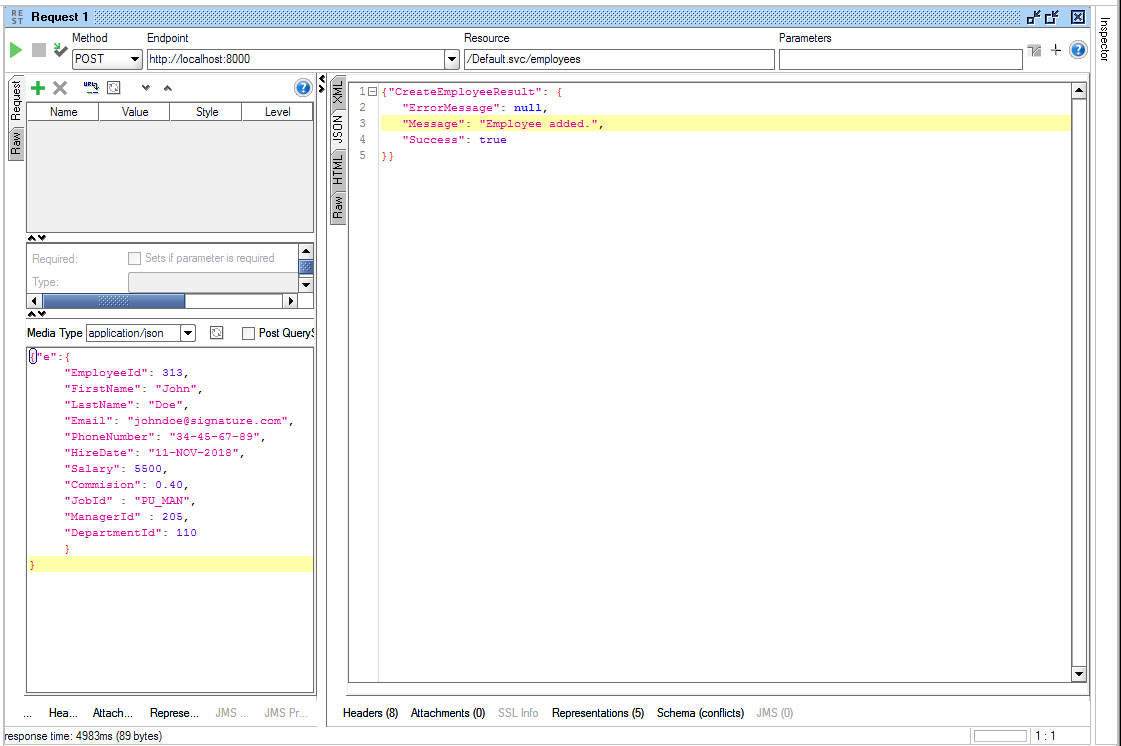 RE
ST
Request 1
Method
Endpoint
Resource
Parameters
POST
http://localhost:8000
/Default.svc/employees
Inspector
Request
Raw
Name
Value
Style
Level
Required:
Sets if parameter is required
Type:
Media Type
application/json
Post QueryS
{"e":{
"EmployeeId": 313,
"FirstName": "John",
"LastName": "Doe",
"Email": "johndoe@signature.com",
"PhoneNumber": "34-45-67-89",
"HireDate": "11-NOV-2018",
"Salary": 5500,
"Commision": 0.40,
"JobId" : "PU_MAN",
"ManagerId" : 205,
"DepartmentId": 110
}
}
... Hea... Attach... Represe... JMS ... JMS Pr...
XML
JSON
HTML
Raw
1 {"CreateEmployeeResult": {
2 "ErrorMessage": null,
3 "Message": "Employee added.",
4 "Success": true
5 }}
Headers (8) Attachments (0) SSL Info Representations (5) Schema (conflicts) JMS (0)
response time: 4983ms (89 bytes)
1 : 1